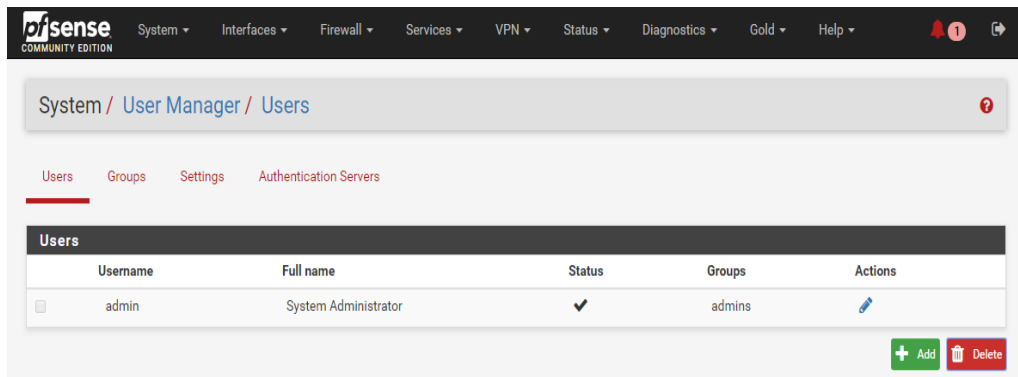 pfsense System Interfaces Firewall Services VPN Status Diagnostics Gold Help 1
COMMUNITY EDITION
System / User Manager / Users
Users Groups Settings Authentication Servers
Users
Username Full name Status Groups Actions
admin System Administrator admins
Add Delete